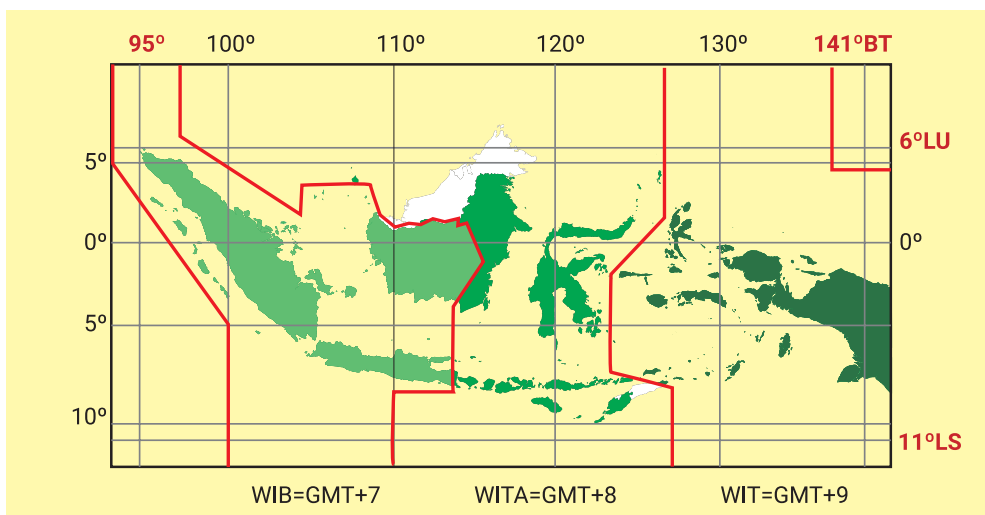 95º 100º 110º 120º 130º 141ºBT
6ºLU
5º
0º 0º
5º
10º
11ºLS
WIB=GMT+7 WITA=GMT+8 WIT=GMT+9